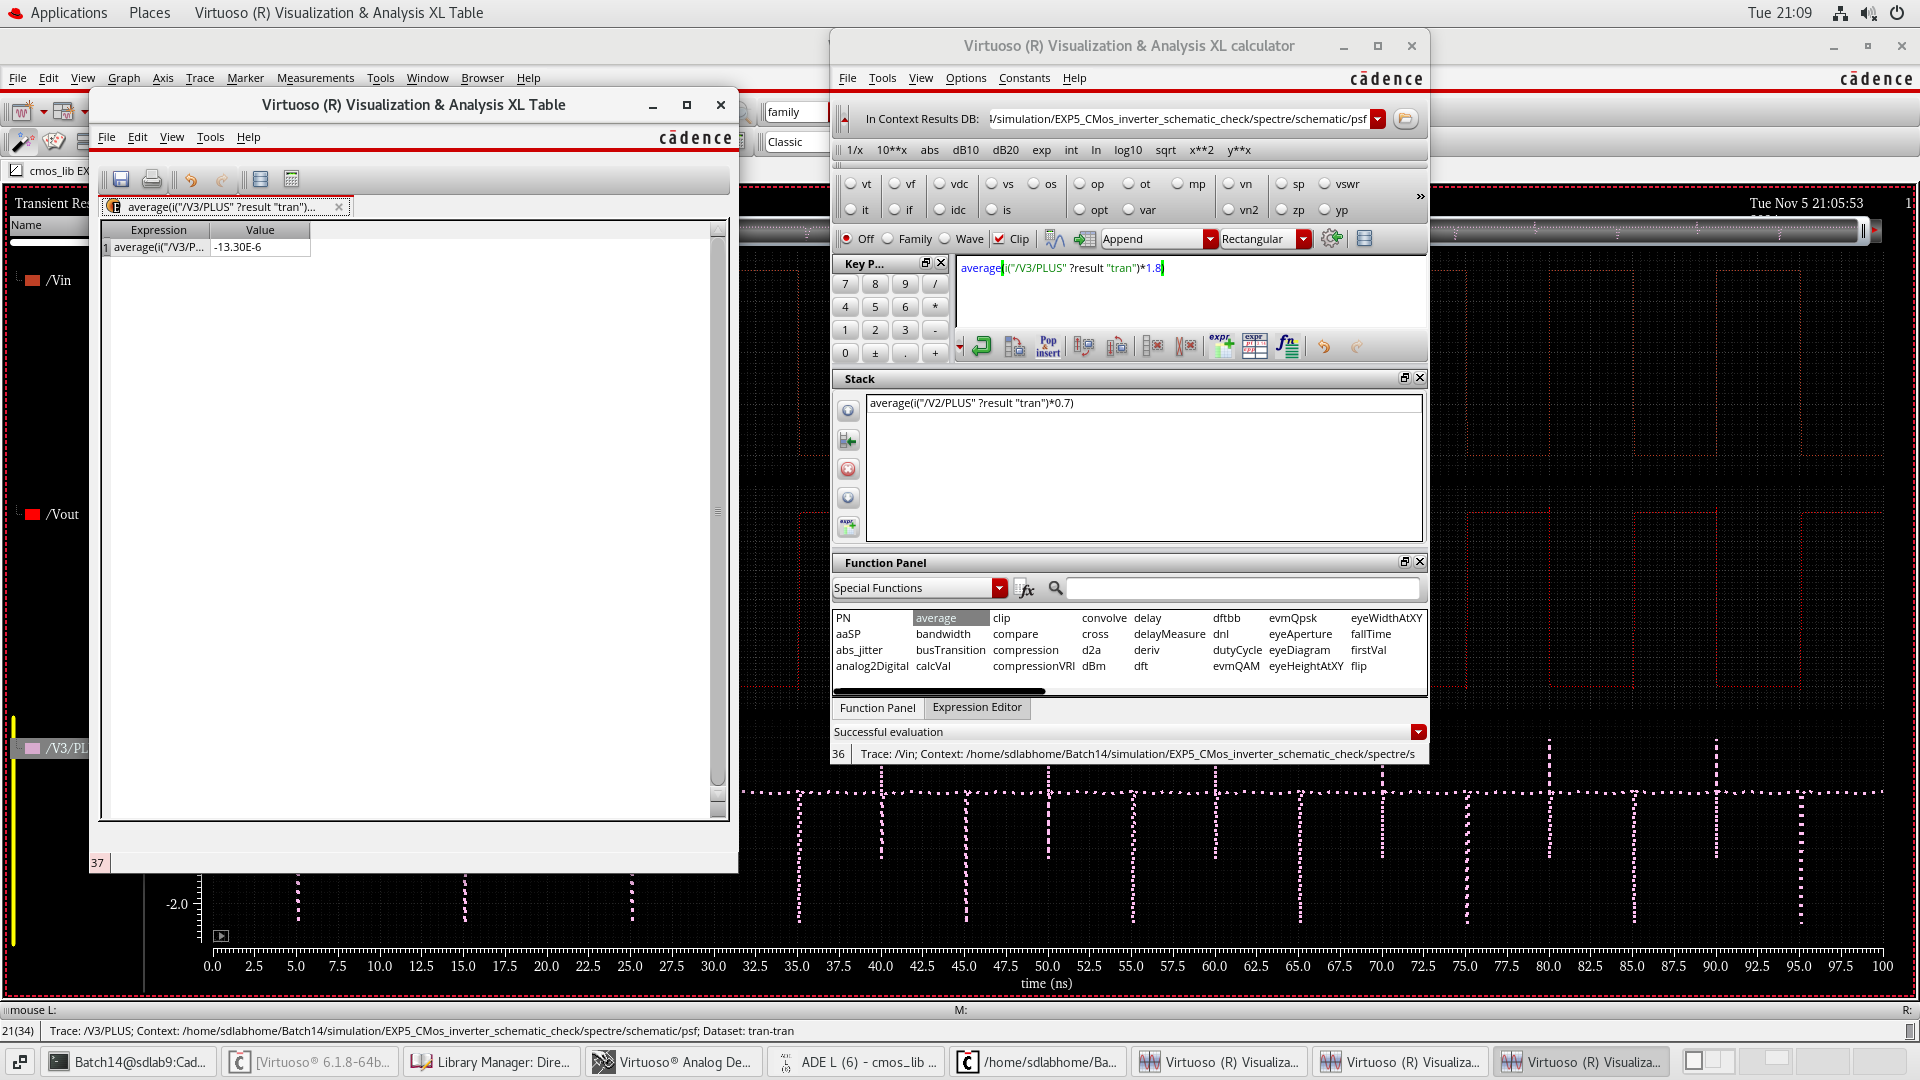 Applications Places Virtuoso (R) Visualization & Analysis XL Table
Tue 21:09
File Edit View Graph Axis Trace Marker Measurements Tools Window Browser Help
cādence
family
Classic
cmos_lib EX
Transient Res
Name
/Vin
/Vout
/V3/PL
Tue Nov 5 21:05:53
1
Virtuoso (R) Visualization & Analysis XL Table
File Edit View Tools Help
cādence
average(i("/V3/PLUS" ?result "tran")...
Expression Value
1 average(i("/V3/P... -13.30E-6
37
Virtuoso (R) Visualization & Analysis XL calculator
File Tools View Options Constants Help
cādence
In Context Results DB: 4/simulation/EXP5_CMos_inverter_schematic_check/spectre/schematic/psf
1/x 10**x abs dB10 dB20 exp int ln log10 sqrt x**2 y**x
vt vf vdc vs os op ot mp vn sp vswr
it if idc is opt var vn2 zp yp
»
Off Family Wave Clip Append Rectangular
Key P...
7 8 9 /
4 5 6 *
1 2 3 -
0 ± . +
average(i("/V3/PLUS" ?result "tran")*1.8)
Pop insert
expr
expr
fn
Stack
average(i("/V2/PLUS" ?result "tran")*0.7)
expr
Function Panel
Special Functions
fx
PN average clip convolve delay dftbb evmQpsk eyeWidthAtXY
aaSP bandwidth compare cross delayMeasure dnl eyeAperture fallTime
abs_jitter busTransition compression d2a deriv dutyCycle eyeDiagram firstVal
analog2Digital calcVal compressionVRI dBm dft evmQAM eyeHeightAtXY flip
Function Panel Expression Editor
Successful evaluation
36 Trace: /Vin; Context: /home/sdlabhome/Batch14/simulation/EXP5_CMos_inverter_schematic_check/spectre/s
-2.0
0.0 2.5 5.0 7.5 10.0 12.5 15.0 17.5 20.0 22.5 25.0 27.5 30.0 32.5 35.0 37.5 40.0 42.5 45.0 47.5 50.0 52.5 55.0 57.5 60.0 62.5 65.0 67.5 70.0 72.5 75.0 77.5 80.0 82.5 85.0 87.5 90.0 92.5 95.0 97.5 100
time (ns)
mouse L: M: R:
21(34) Trace: /V3/PLUS; Context: /home/sdlabhome/Batch14/simulation/EXP5_CMos_inverter_schematic_check/spectre/schematic/psf; Dataset: tran-tran
Batch14@sdlab9:Cad... [Virtuoso® 6.1.8-64b... Library Manager: Dire... Virtuoso® Analog De... ADE L (6) - cmos_lib ... /home/sdlabhome/Ba... Virtuoso (R) Visualiza... Virtuoso (R) Visualiza... Virtuoso (R) Visualiza...